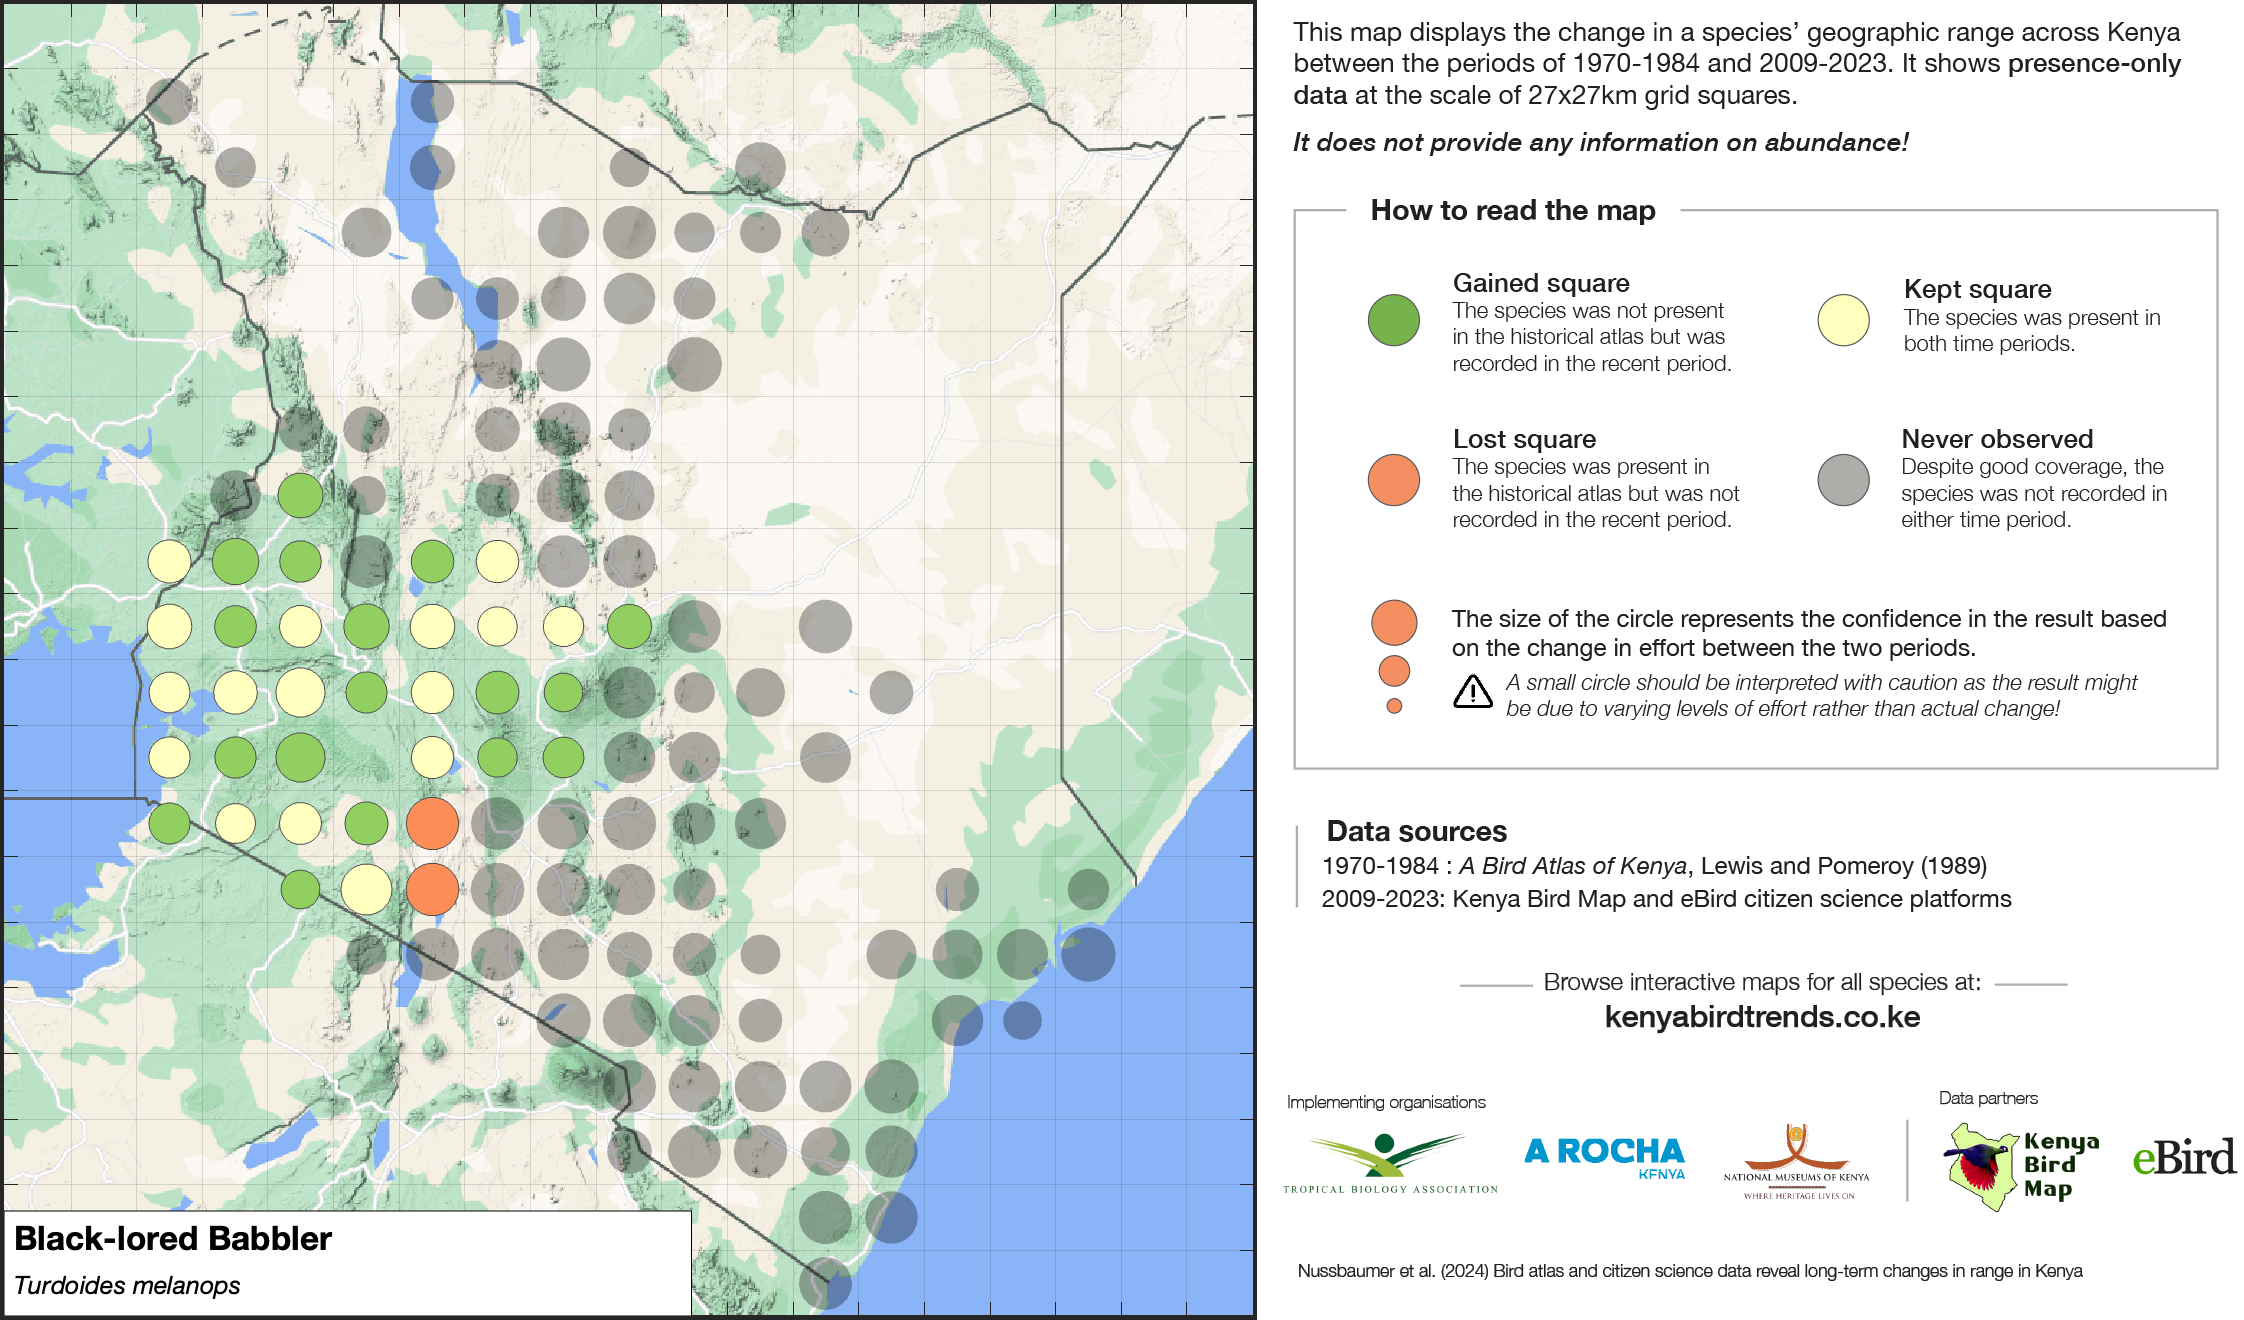 This map displays the change in a species’ geographic range across Kenya
between the periods of 1970-1984 and 2009-2023. It shows presence-only
data at the scale of 27x27km grid squares.
It does not provide any information on abundance!
How to read the map
Gained square
The species was not present
in the historical atlas but was
recorded in the recent period.
Kept square
The species was present in
both time periods.
Lost square
The species was present in
the historical atlas but was not
recorded in the recent period.
Never observed
Despite good coverage, the
species was not recorded in
either time period.
The size of the circle represents the confidence in the result based
on the change in effort between the two periods.
A small circle should be interpreted with caution as the result might
be due to varying levels of effort rather than actual change!
Data sources
1970-1984 : A Bird Atlas of Kenya, Lewis and Pomeroy (1989)
2009-2023: Kenya Bird Map and eBird citizen science platforms
Browse interactive maps for all species at:
kenyabirdtrends.co.ke
Implementing organisations
Data partners
TROPICAL BIOLOGY ASSOCIATION
A ROCHA
KENYA
NATIONAL MUSEUMS OF KENYA
WHERE HERITAGE LIVES ON
Kenya
Bird
Map
eBird
Nussbaumer et al. (2024) Bird atlas and citizen science data reveal long-term changes in range in Kenya
Black-lored Babbler
Turdoides melanops